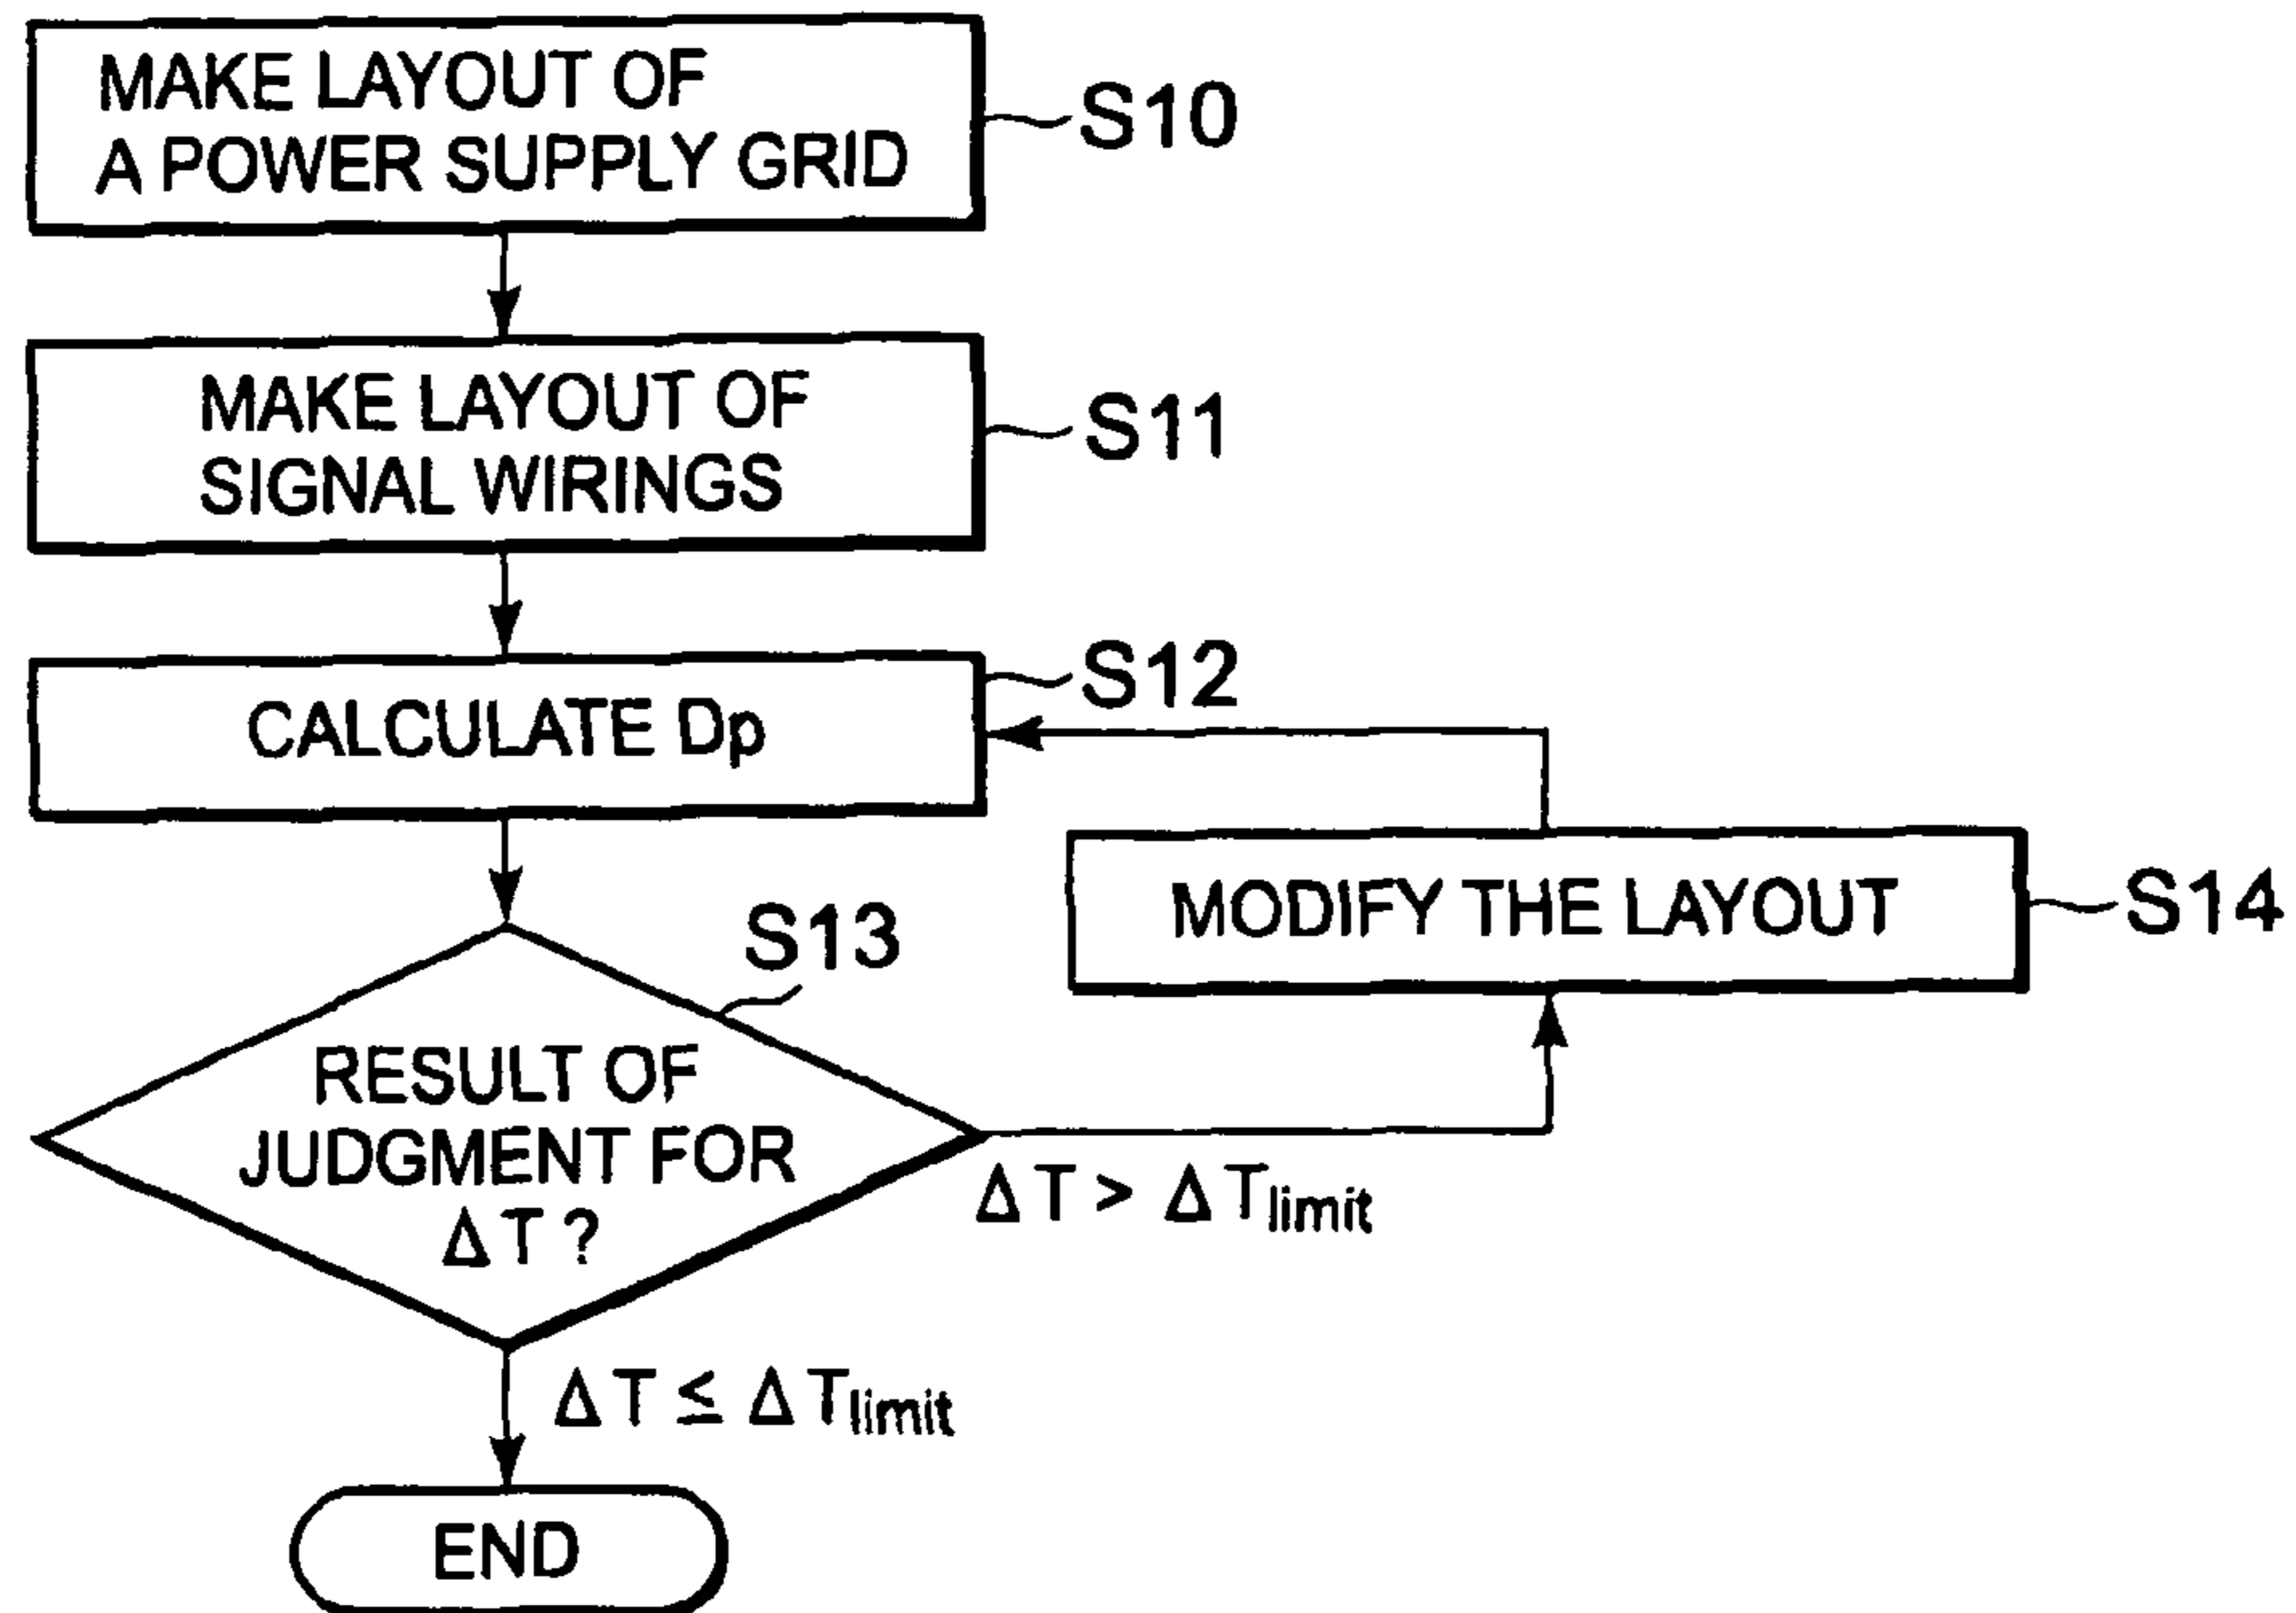 MAKE LAYOUT OF
A POWER SUPPLY GRID
S10
MAKE LAYOUT OF
SIGNAL WIRINGS
S11
CALCULATE Dp
S12
MODIFY THE LAYOUT
S14
S13
RESULT OF
JUDGMENT FOR
ΔT ?
ΔT > ΔTlimit
ΔT ≦ ΔTlimit
END